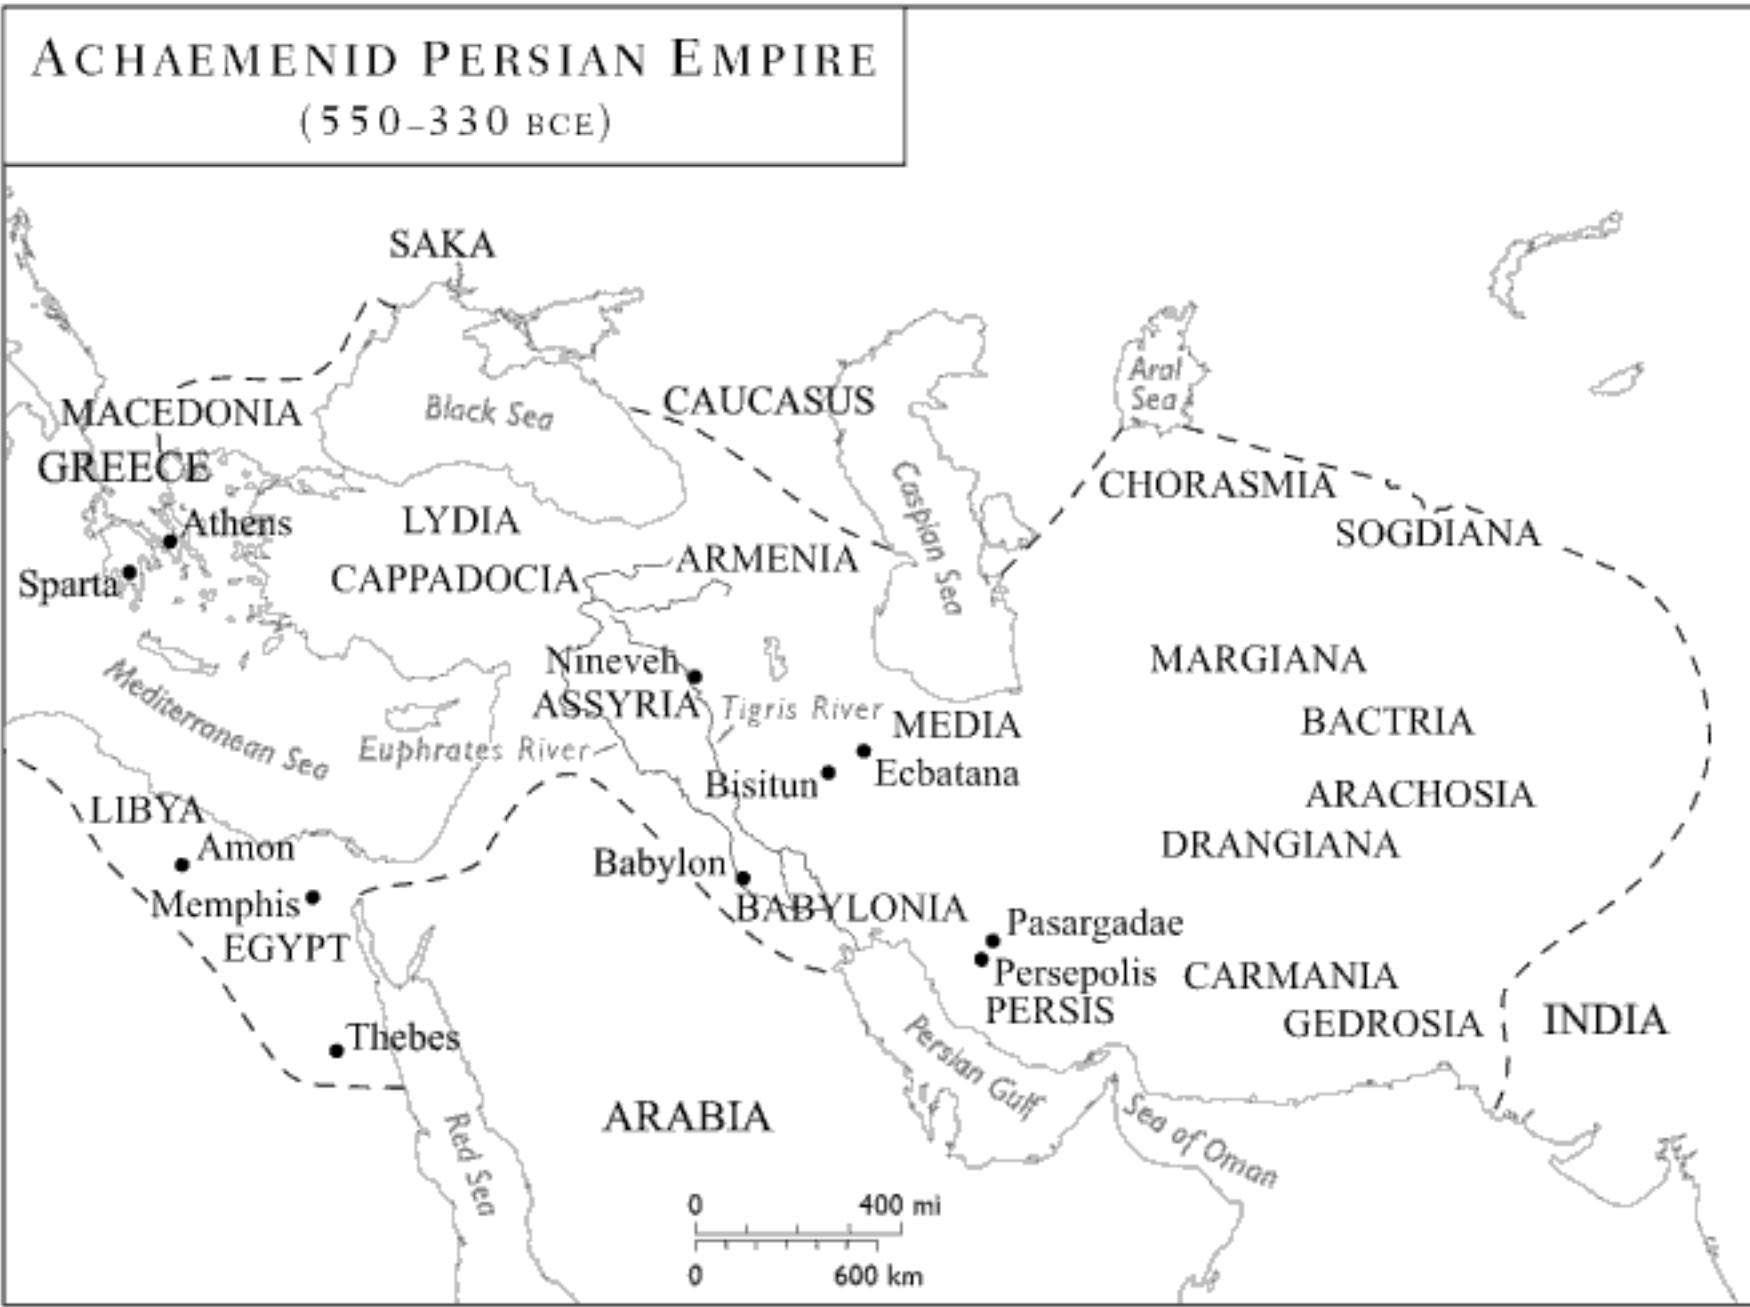 ACHAEMENID PERSIAN EMPIRE
(550–330 BCE)
SAKA
Aral
Sea
MACEDONIA
Black Sea
CAUCASUS
GREECE
CHORASMIA
Caspian Sea
Athens
LYDIA
SOGDIANA
Sparta
CAPPADOCIA
ARMENIA
Nineveh
MARGIANA
ASSYRIA
Tigris River
MEDIA
BACTRIA
Mediterranean Sea
Euphrates River
Bisitun
Ecbatana
LIBYA
ARACHOSIA
Amon
DRANGIANA
Babylon
Memphis
BABYLONIA
Pasargadae
EGYPT
Persepolis
CARMANIA
PERSIS
GEDROSIA
INDIA
Thebes
Persian Gulf
ARABIA
Sea of Oman
Red Sea
0 400 mi
0 600 km